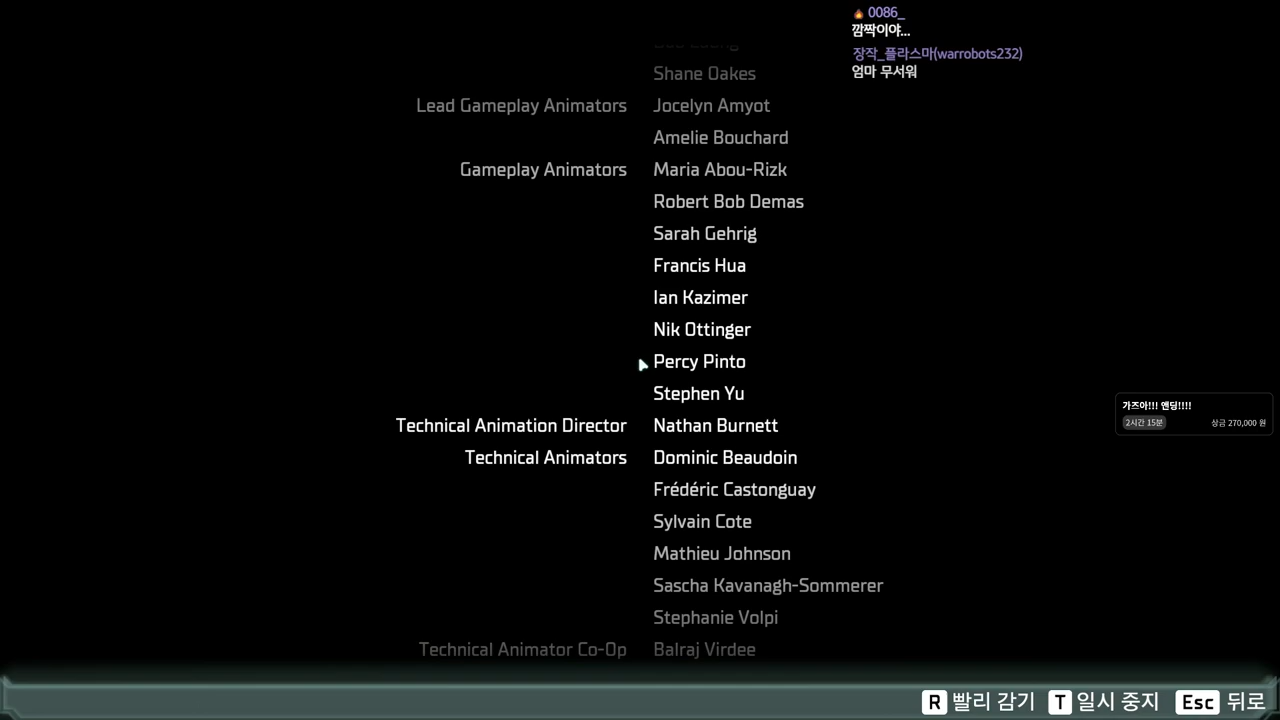 0086_
깜짝이야...
장작_플라스마(warrobots232)
엄마 무서워
Shane Oakes
Lead Gameplay Animators Jocelyn Amyot
Amelie Bouchard
Gameplay Animators Maria Abou-Rizk
Robert Bob Demas
Sarah Gehrig
Francis Hua
Ian Kazimer
Nik Ottinger
Percy Pinto
Stephen Yu
Technical Animation Director Nathan Burnett
Technical Animators Dominic Beaudoin
Frédéric Castonguay
Sylvain Cote
Mathieu Johnson
Sascha Kavanagh-Sommerer
Stephanie Volpi
Technical Animator Co-Op Balraj Virdee
가즈아!!! 앤딩!!!!
2시간 15분 상금 270,000 원
R 빨리 감기 T 일시 중지 Esc 뒤로